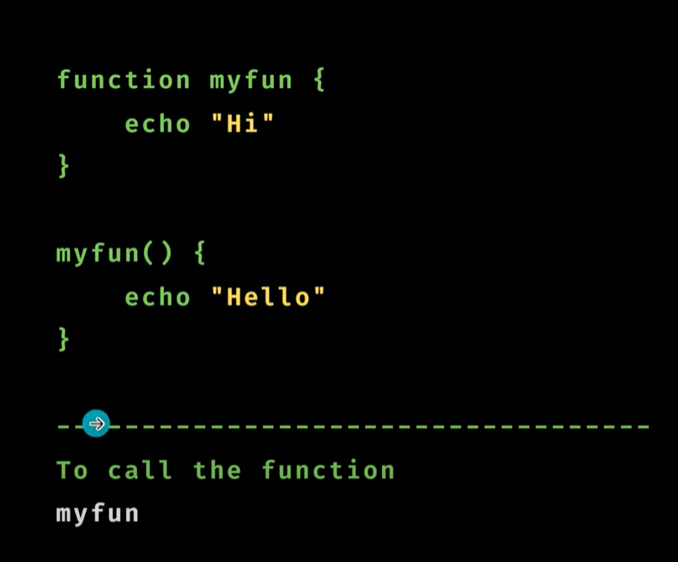 function myfun {
    echo "Hi"
}
myfun() {
    echo "Hello"
}
-----------------------------------
To call the function
myfun